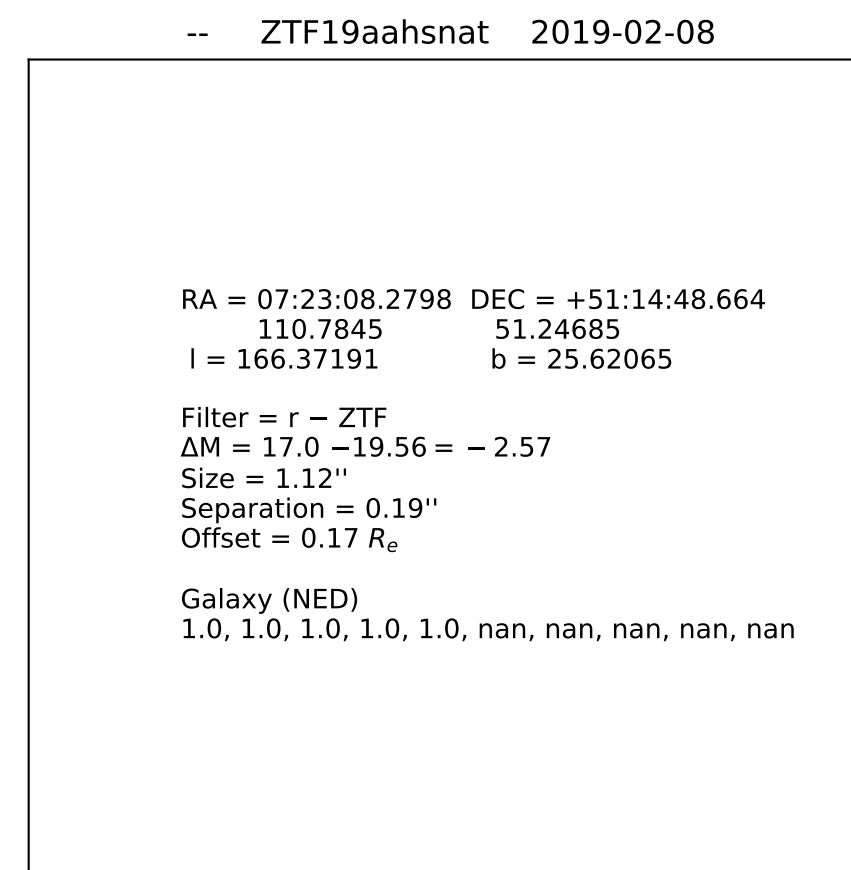 -- ZTF19aahsnat 2019-02-08
RA = 07:23:08.2798 DEC = +51:14:48.664
110.7845 51.24685
l = 166.37191 b = 25.62065
Filter = r − ZTF
ΔM = 17.0 −19.56 = − 2.57
Size = 1.12''
Separation = 0.19''
Offset = 0.17 Rₑ
Galaxy (NED)
1.0, 1.0, 1.0, 1.0, 1.0, nan, nan, nan, nan, nan